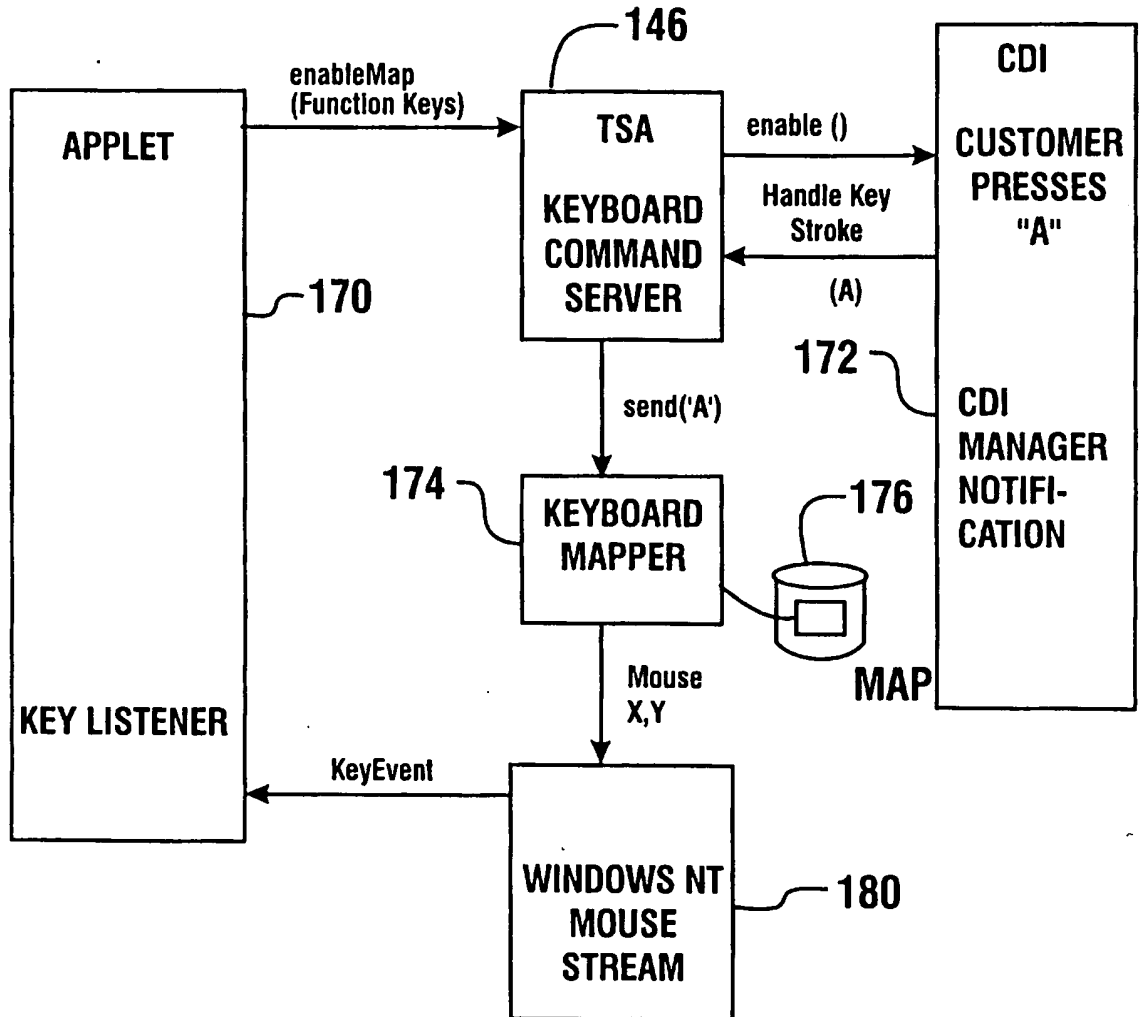 146
CDI
enableMap
(Function Keys)
APPLET
TSA
enable ()
CUSTOMER
PRESSES
"A"
KEYBOARD
COMMAND
SERVER
Handle Key
Stroke
(A)
170
172
send('A')
CDI
MANAGER
NOTIFI-
CATION
174
KEYBOARD
MAPPER
176
MAP
Mouse
X,Y
KEY LISTENER
KeyEvent
WINDOWS NT
MOUSE
STREAM
180